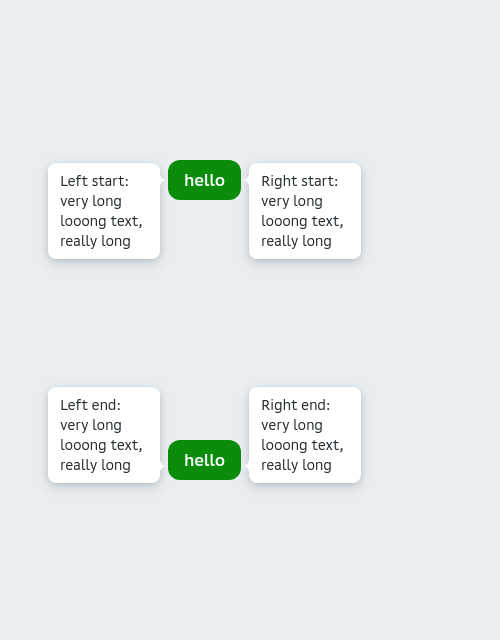 Left start:
very long
looong text,
really long
hello
Right start:
very long
looong text,
really long
Left end:
very long
looong text,
really long
hello
Right end:
very long
looong text,
really long